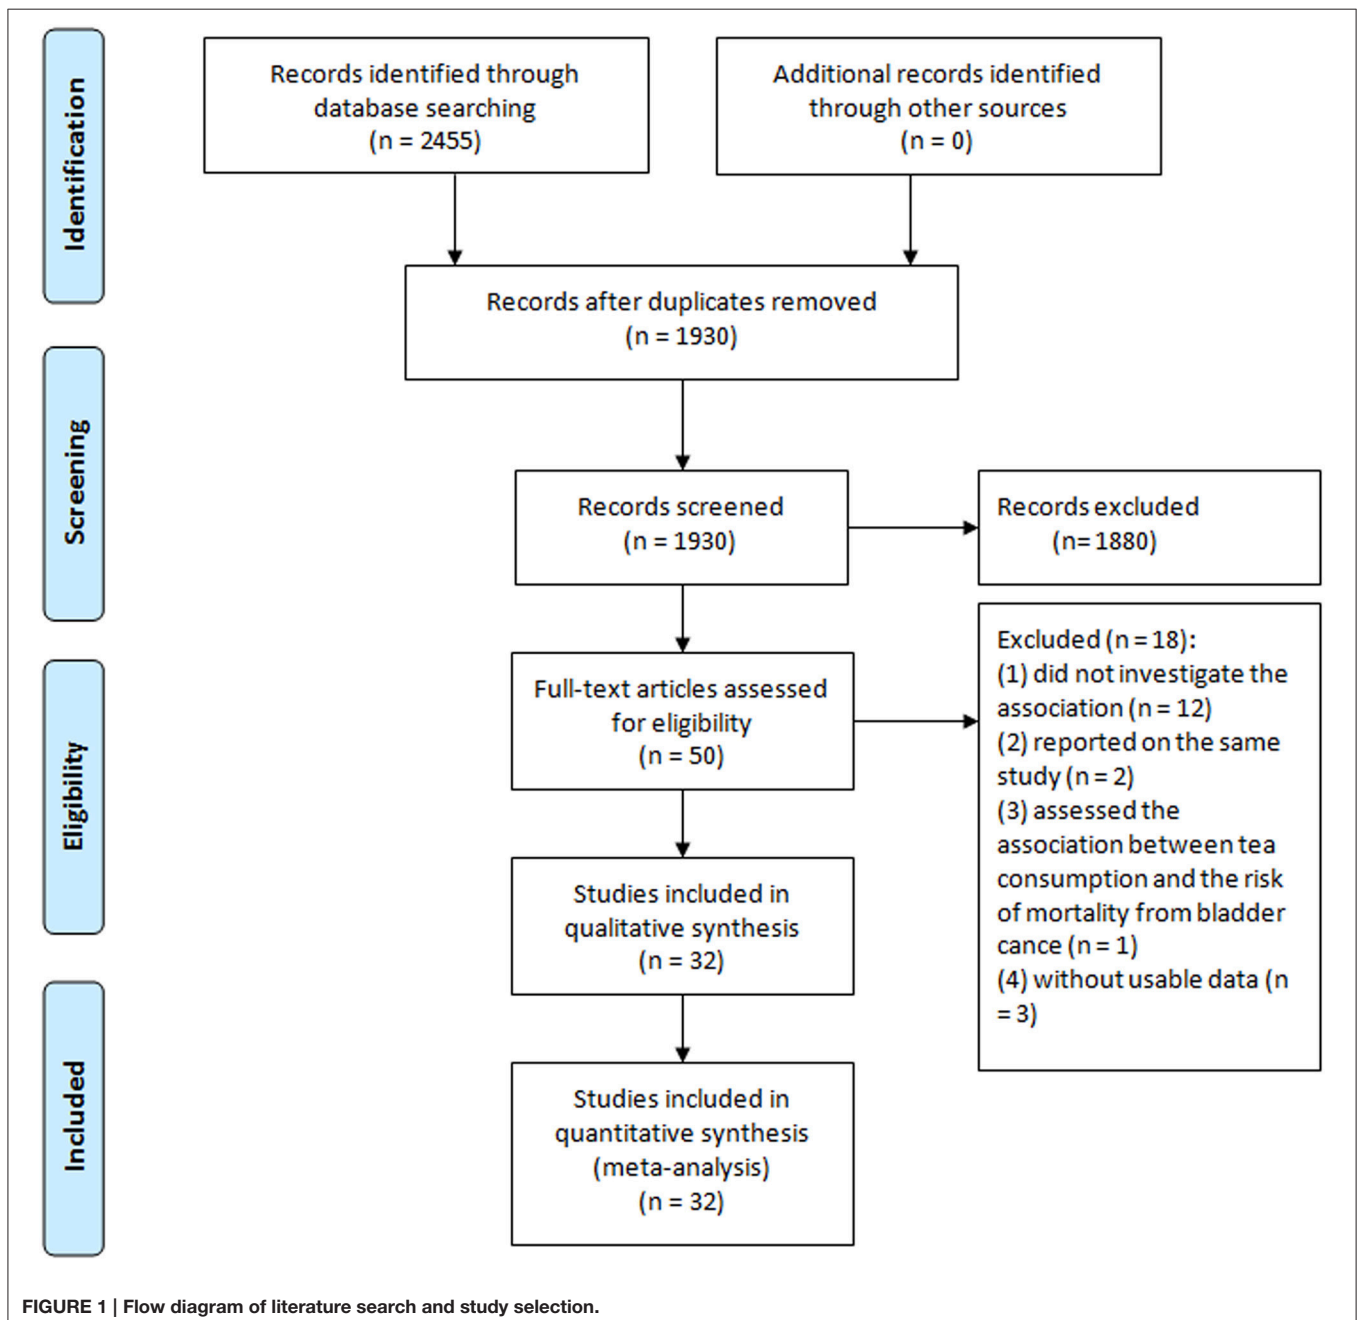 Identification
Records identified through
database searching
(n = 2455)
Additional records identified
through other sources
(n = 0)
Records after duplicates removed
(n = 1930)
Screening
Records screened
(n = 1930)
Records excluded
(n= 1880)
Eligibility
Full-text articles assessed
for eligibility
(n = 50)
Excluded (n = 18):
(1) did not investigate the
association (n = 12)
(2) reported on the same
study (n = 2)
(3) assessed the
association between tea
consumption and the risk
of mortality from bladder
cance (n = 1)
(4) without usable data (n
= 3)
Studies included in
qualitative synthesis
(n = 32)
Included
Studies included in
quantitative synthesis
(meta-analysis)
(n = 32)
FIGURE 1 | Flow diagram of literature search and study selection.